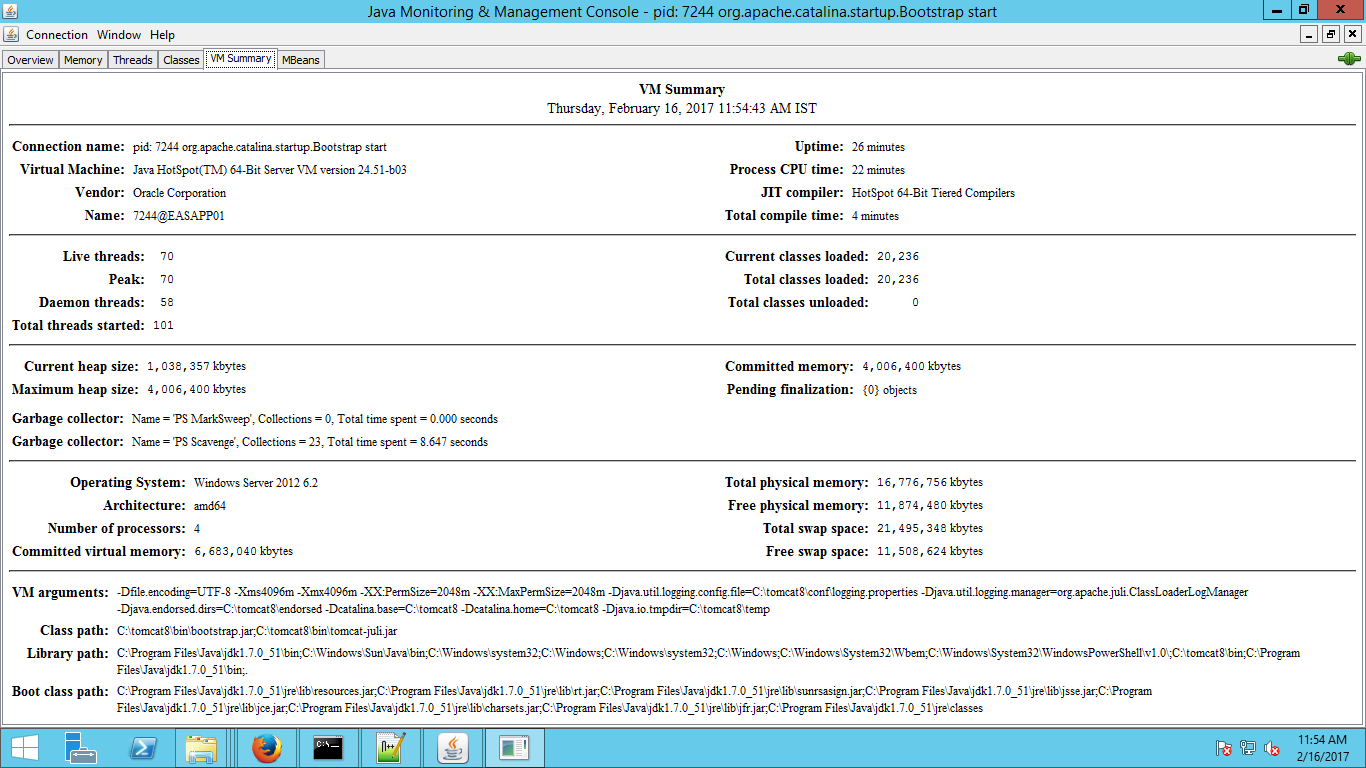 Java Monitoring & Management Console - pid: 7244 org.apache.catalina.startup.Bootstrap start
Connection Window Help
Overview Memory Threads Classes VM Summary MBeans
VM Summary
Thursday, February 16, 2017 11:54:43 AM IST
Connection name: pid: 7244 org.apache.catalina.startup.Bootstrap start
Virtual Machine: Java HotSpot(TM) 64-Bit Server VM version 24.51-b03
Vendor: Oracle Corporation
Name: 7244@EASAPP01
Uptime: 26 minutes
Process CPU time: 22 minutes
JIT compiler: HotSpot 64-Bit Tiered Compilers
Total compile time: 4 minutes
Live threads: 70
Peak: 70
Daemon threads: 58
Total threads started: 101
Current classes loaded: 20,236
Total classes loaded: 20,236
Total classes unloaded: 0
Current heap size: 1,038,357 kbytes
Maximum heap size: 4,006,400 kbytes
Committed memory: 4,006,400 kbytes
Pending finalization: {0} objects
Garbage collector: Name = 'PS MarkSweep', Collections = 0, Total time spent = 0.000 seconds
Garbage collector: Name = 'PS Scavenge', Collections = 23, Total time spent = 8.647 seconds
Operating System: Windows Server 2012 6.2
Architecture: amd64
Number of processors: 4
Committed virtual memory: 6,683,040 kbytes
Total physical memory: 16,776,756 kbytes
Free physical memory: 11,874,480 kbytes
Total swap space: 21,495,348 kbytes
Free swap space: 11,508,624 kbytes
VM arguments: -Dfile.encoding=UTF-8 -Xms4096m -Xmx4096m -XX:PermSize=2048m -XX:MaxPermSize=2048m -Djava.util.logging.config.file=C:\tomcat8\conf\logging.properties -Djava.util.logging.manager=org.apache.juli.ClassLoaderLogManager
-Djava.endorsed.dirs=C:\tomcat8\endorsed -Dcatalina.base=C:\tomcat8 -Dcatalina.home=C:\tomcat8 -Djava.io.tmpdir=C:\tomcat8\temp
Class path: C:\tomcat8\bin\bootstrap.jar;C:\tomcat8\bin\tomcat-juli.jar
Library path: C:\Program Files\Java\jdk1.7.0_51\bin;C:\Windows\Sun\Java\bin;C:\Windows\system32;C:\Windows;C:\Windows\system32;C:\Windows;C:\Windows\System32\Wbem;C:\Windows\System32\WindowsPowerShell\v1.0\;C:\tomcat8\bin;C:\Program
Files\Java\jdk1.7.0_51\bin;.
Boot class path: C:\Program Files\Java\jdk1.7.0_51\jre\lib\resources.jar;C:\Program Files\Java\jdk1.7.0_51\jre\lib\rt.jar;C:\Program Files\Java\jdk1.7.0_51\jre\lib\sunrsasign.jar;C:\Program Files\Java\jdk1.7.0_51\jre\lib\jsse.jar;C:\Program
Files\Java\jdk1.7.0_51\jre\lib\jce.jar;C:\Program Files\Java\jdk1.7.0_51\jre\lib\charsets.jar;C:\Program Files\Java\jdk1.7.0_51\jre\lib\jfr.jar;C:\Program Files\Java\jdk1.7.0_51\jre\classes
11:54 AM
2/16/2017